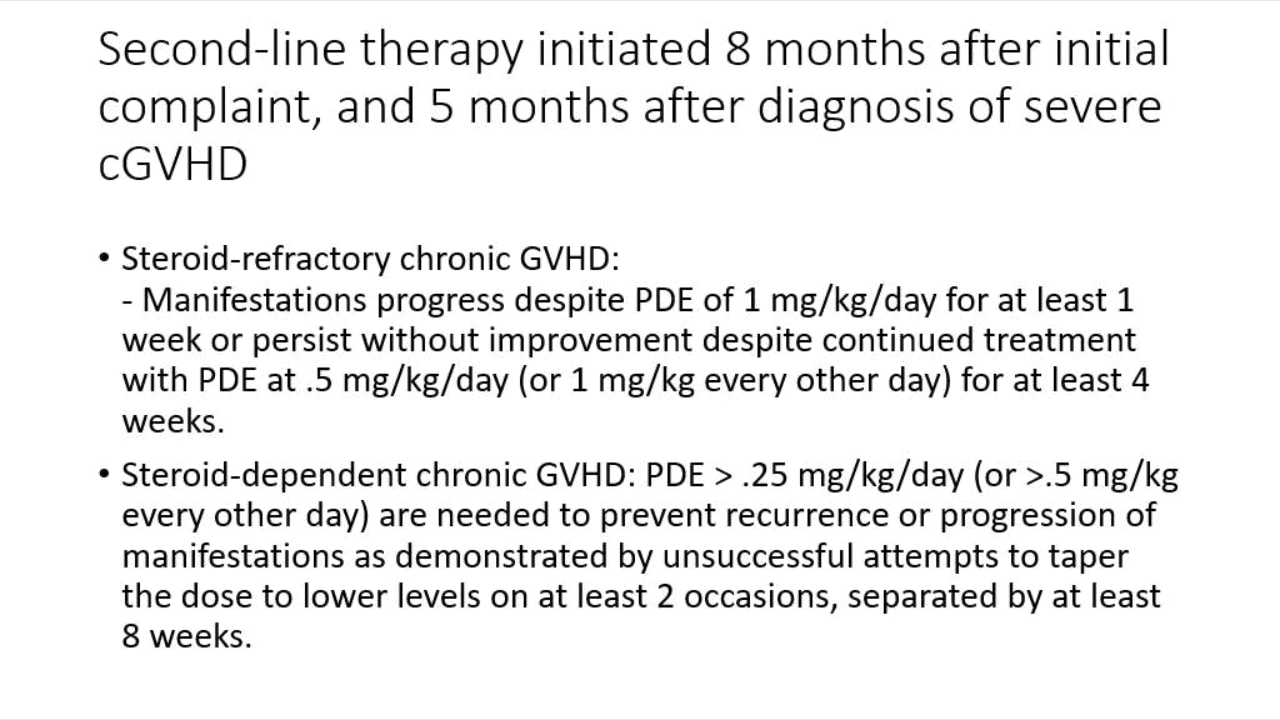 Second-line therapy initiated 8 months after initial
complaint, and 5 months after diagnosis of severe
cGVHD
• Steroid-refractory chronic GVHD:
- Manifestations progress despite PDE of 1 mg/kg/day for at least 1
week or persist without improvement despite continued treatment
with PDE at .5 mg/kg/day (or 1 mg/kg every other day) for at least 4
weeks.
• Steroid-dependent chronic GVHD: PDE > .25 mg/kg/day (or >.5 mg/kg
every other day) are needed to prevent recurrence or progression of
manifestations as demonstrated by unsuccessful attempts to taper
the dose to lower levels on at least 2 occasions, separated by at least
8 weeks.